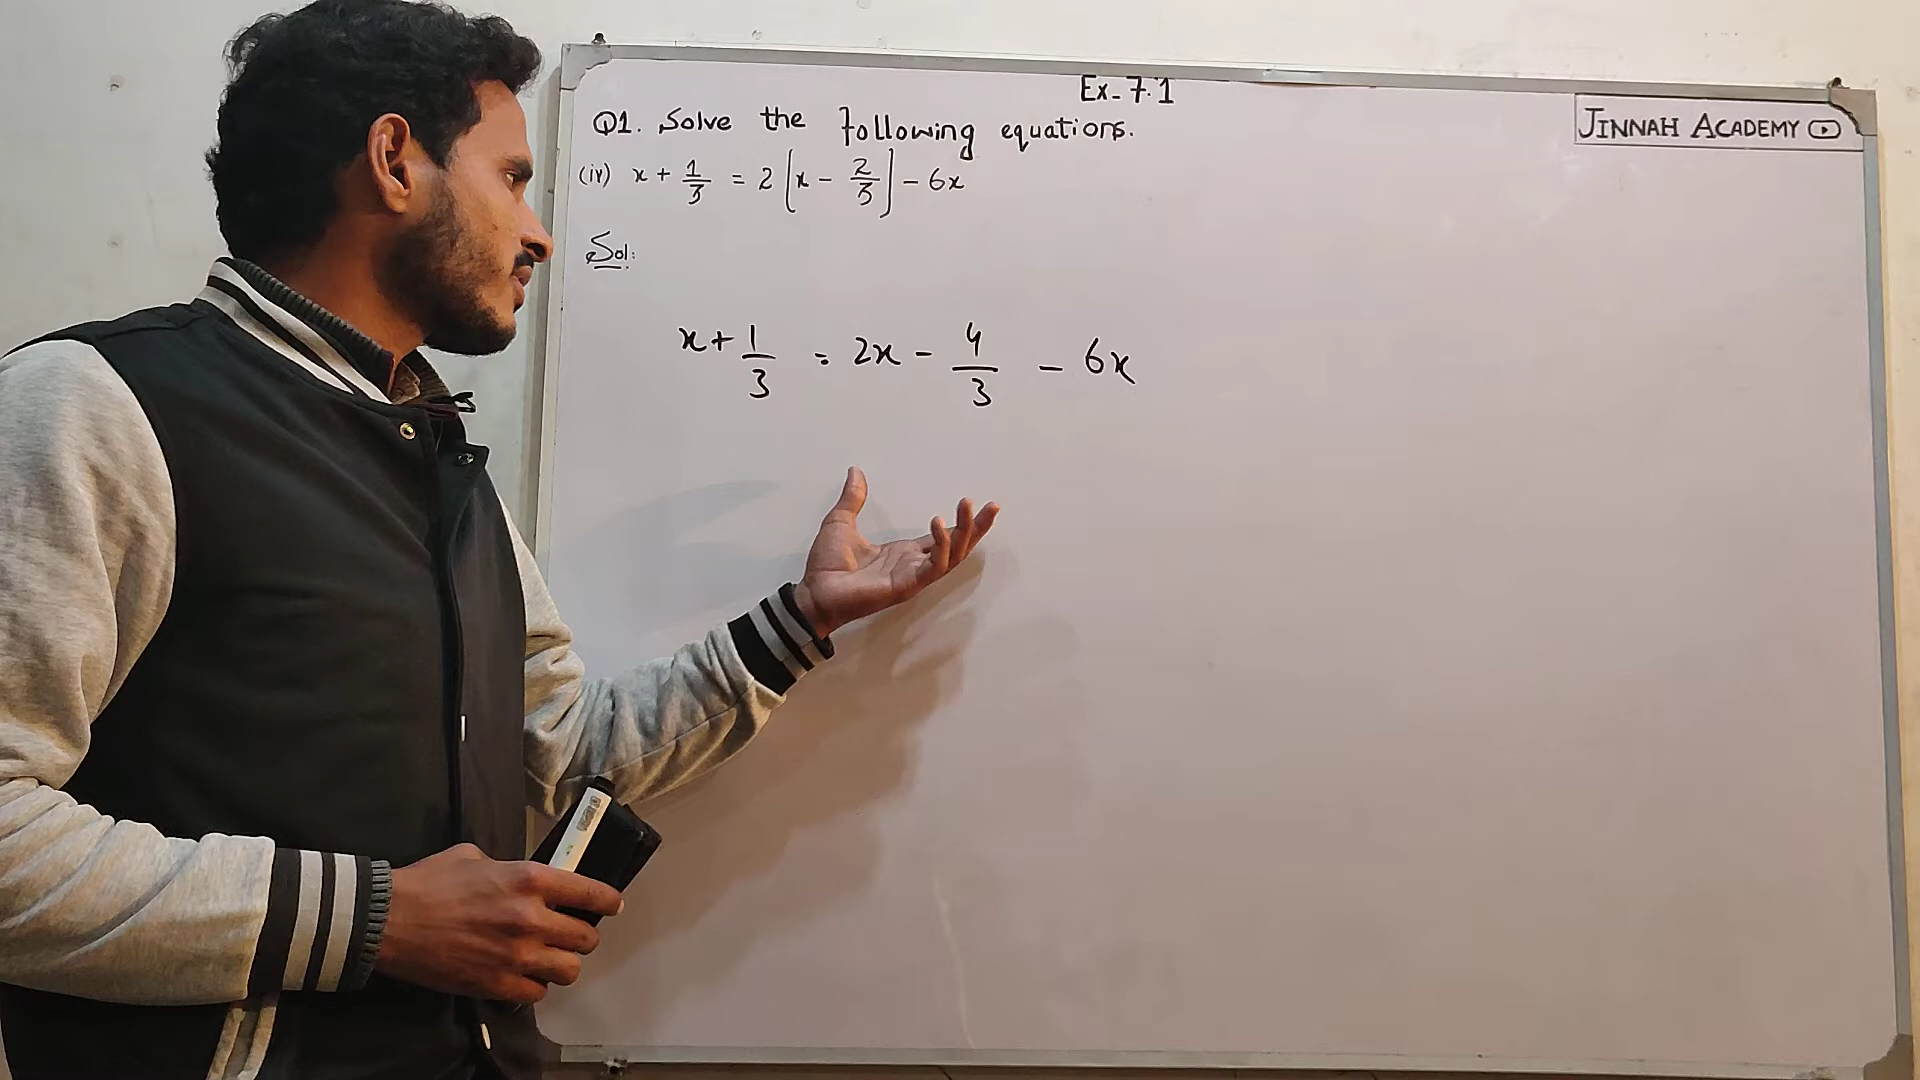 Ex- 7.1
JINNAH ACADEMY
Q1. Solve the following equations.
(iv) x + 1/3 = 2 [x - 2/3] - 6x
Sol:
x + 1/3 = 2x - 4/3 - 6x